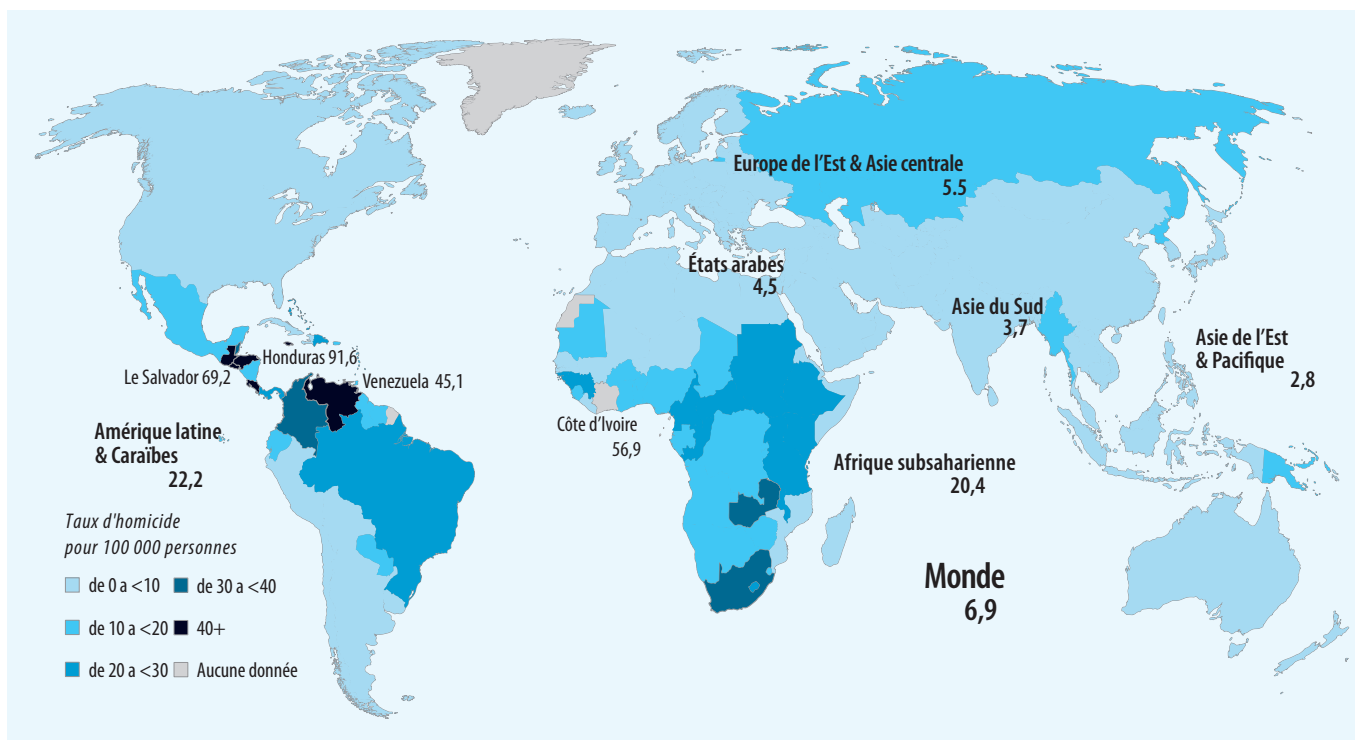 Europe de l'Est & Asie centrale
5.5
États arabes
4,5
Asie du Sud
3,7
Asie de l'Est
& Pacifique
2,8
Honduras 91,6
Le Salvador 69,2
Venezuela 45,1
Côte d'Ivoire
56,9
Amérique latine
& Caraïbes
22,2
Afrique subsaharienne
20,4
Monde
6,9
Taux d'homicide
pour 100 000 personnes
de 0 a <10
de 30 a <40
de 10 a <20
40+
de 20 a <30
Aucune donnée